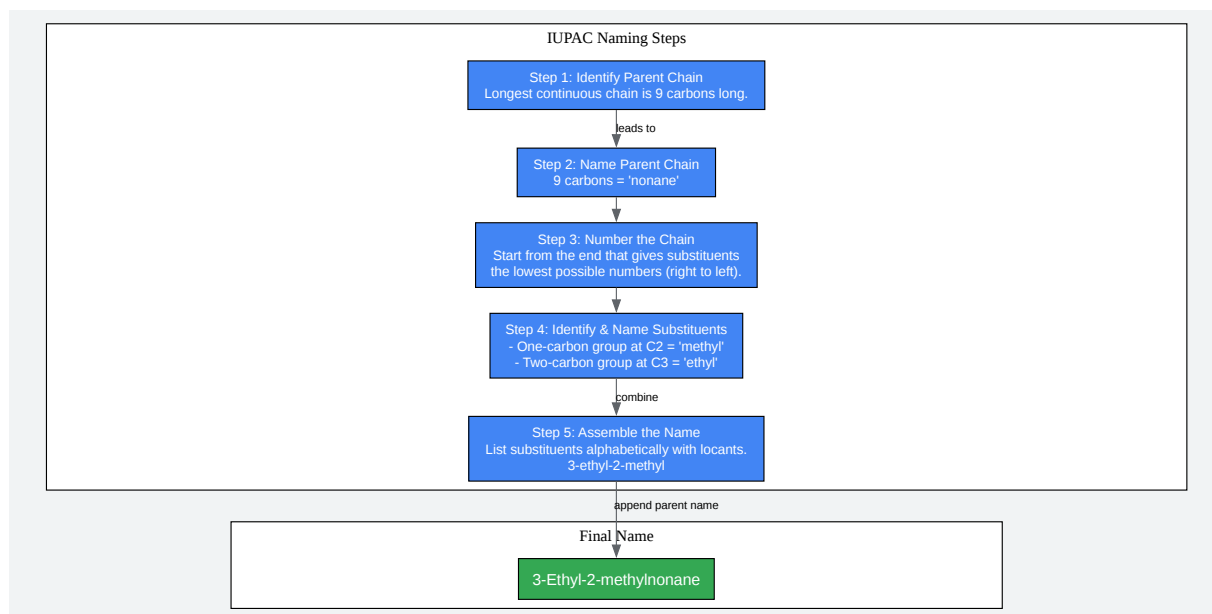 IUPAC Naming Steps
Step 1: Identify Parent Chain
Longest continuous chain is 9 carbons long.
leads to
Step 2: Name Parent Chain
9 carbons = 'nonane'
Step 3: Number the Chain
Start from the end that gives substituents
the lowest possible numbers (right to left).
Step 4: Identify & Name Substituents
- One-carbon group at C2 = 'methyl'
- Two-carbon group at C3 = 'ethyl'
combine
Step 5: Assemble the Name
List substituents alphabetically with locants.
3-ethyl-2-methyl
append parent name
Final Name
3-Ethyl-2-methylnonane